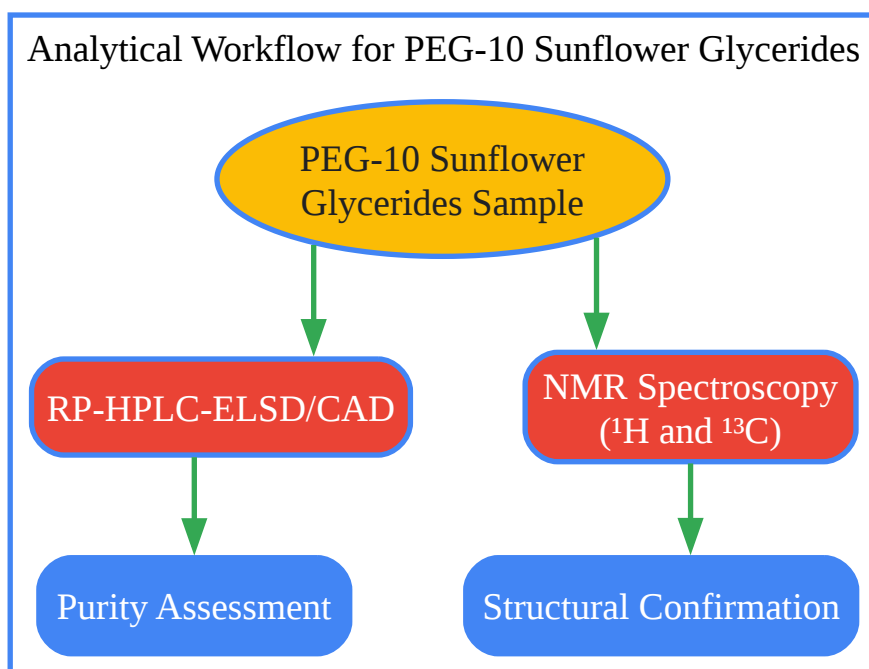 Analytical Workflow for PEG-10 Sunflower Glycerides
PEG-10 Sunflower
Glycerides Sample
RP-HPLC-ELSD/CAD
NMR Spectroscopy
(¹H and ¹³C)
Purity Assessment
Structural Confirmation